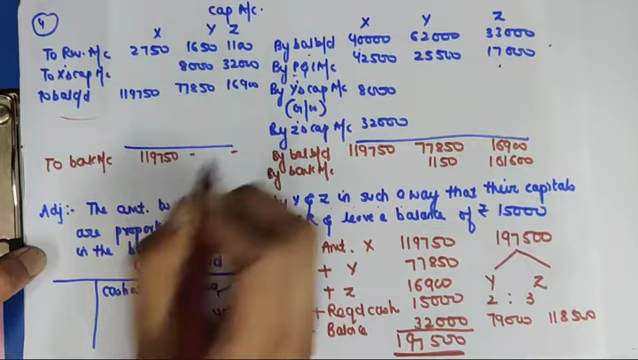 4
Cap A/c.
X Y Z
To Rev. A/c 2750 1650 1100
To X's cap A/c 8000 32000
To bal c/d 119750 77850 16900
To bank A/c 119750 - -
X Y Z
By bal b/d 40000 62000 33000
By P&L A/c 42500 25500 17000
By Y's cap A/c 8000
(G/W)
By Z's cap A/c 32000
By bal b/d 119750 77850 16900
By bank A/c 1150 101600
Adj:- The amt. by Y & Z in such a way that their capitals
are & leave a balance of ₹ 15000
in the
Cash
Amt. X 119750
+ Y 77850
+ Z 16900
+ Reqd cash 15000
Balance 32000
197500
197500
Y Z
2 : 3
79000 118500